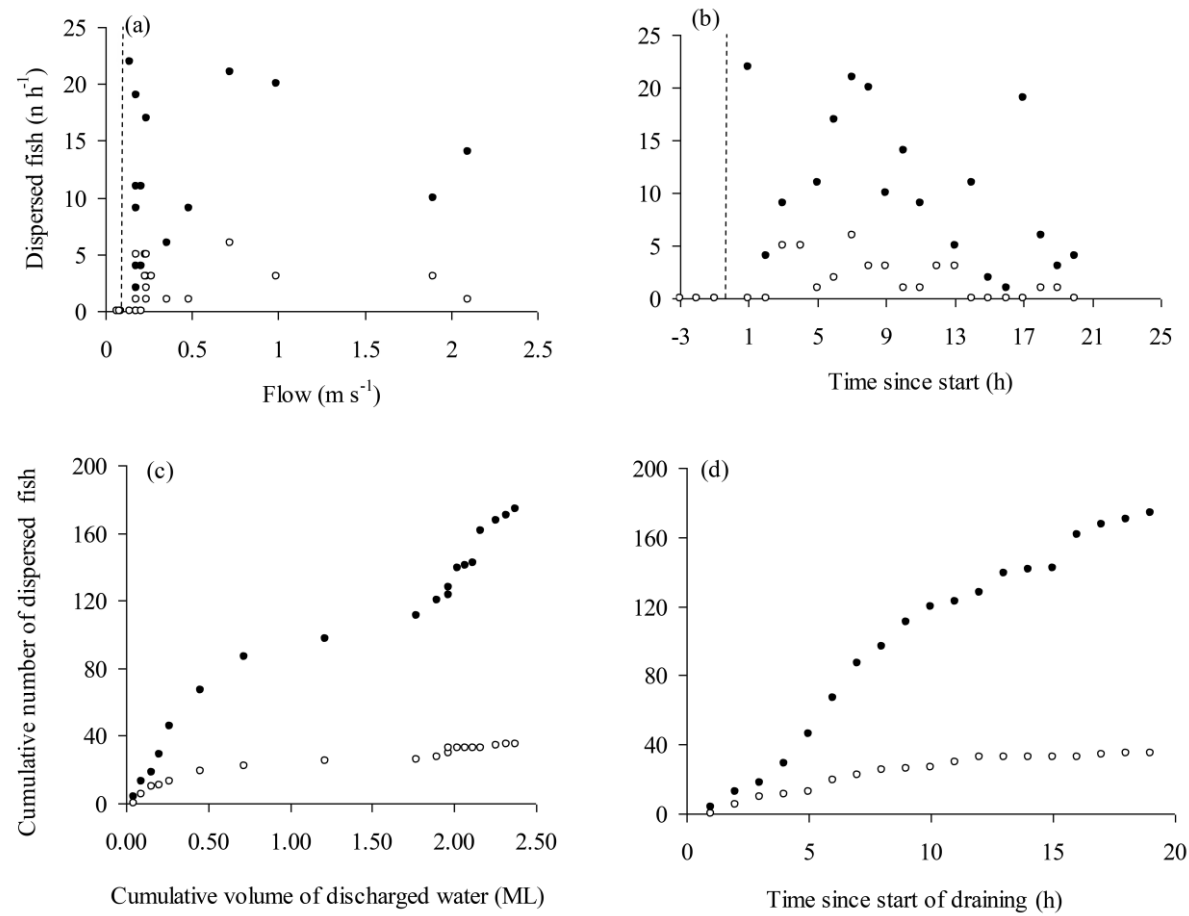 (a)
Dispersed fish (n h-1)
25
20
15
10
5
0
0 0.5 1 1.5 2 2.5
Flow (m s-1)
(b)
25
20
15
10
5
0
-3 1 5 9 13 17 21 25
Time since start (h)
(c)
Cumulative number of dispersed fish
200
160
120
80
40
0
0.00 0.50 1.00 1.50 2.00 2.50
Cumulative volume of discharged water (ML)
(d)
200
160
120
80
40
0
0 5 10 15 20
Time since start of draining (h)